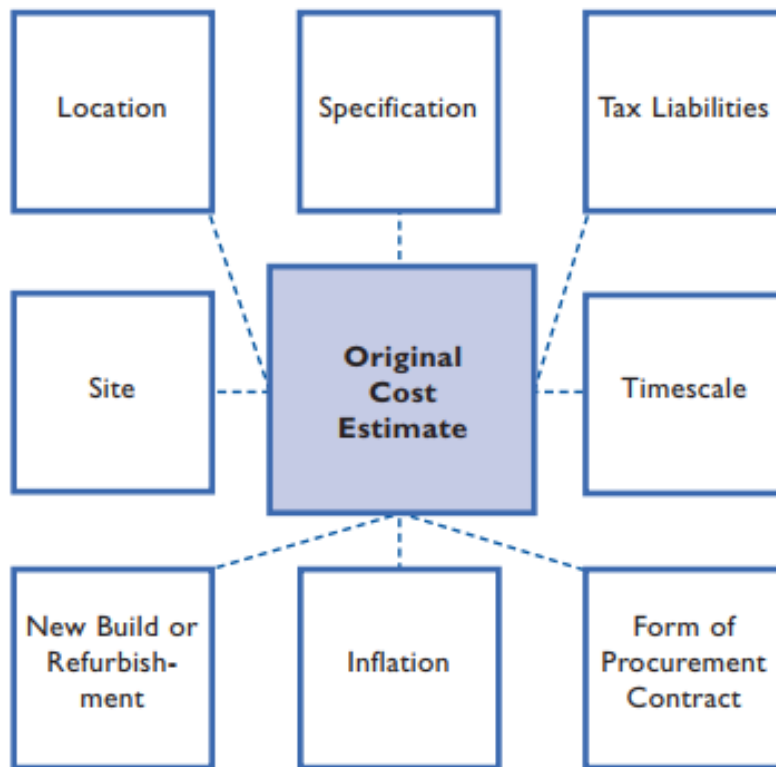 Location
Specification
Tax Liabilities
Site
Original
Cost
Estimate
Timescale
New Build or
Refurbish-
ment
Inflation
Form of
Procurement
Contract